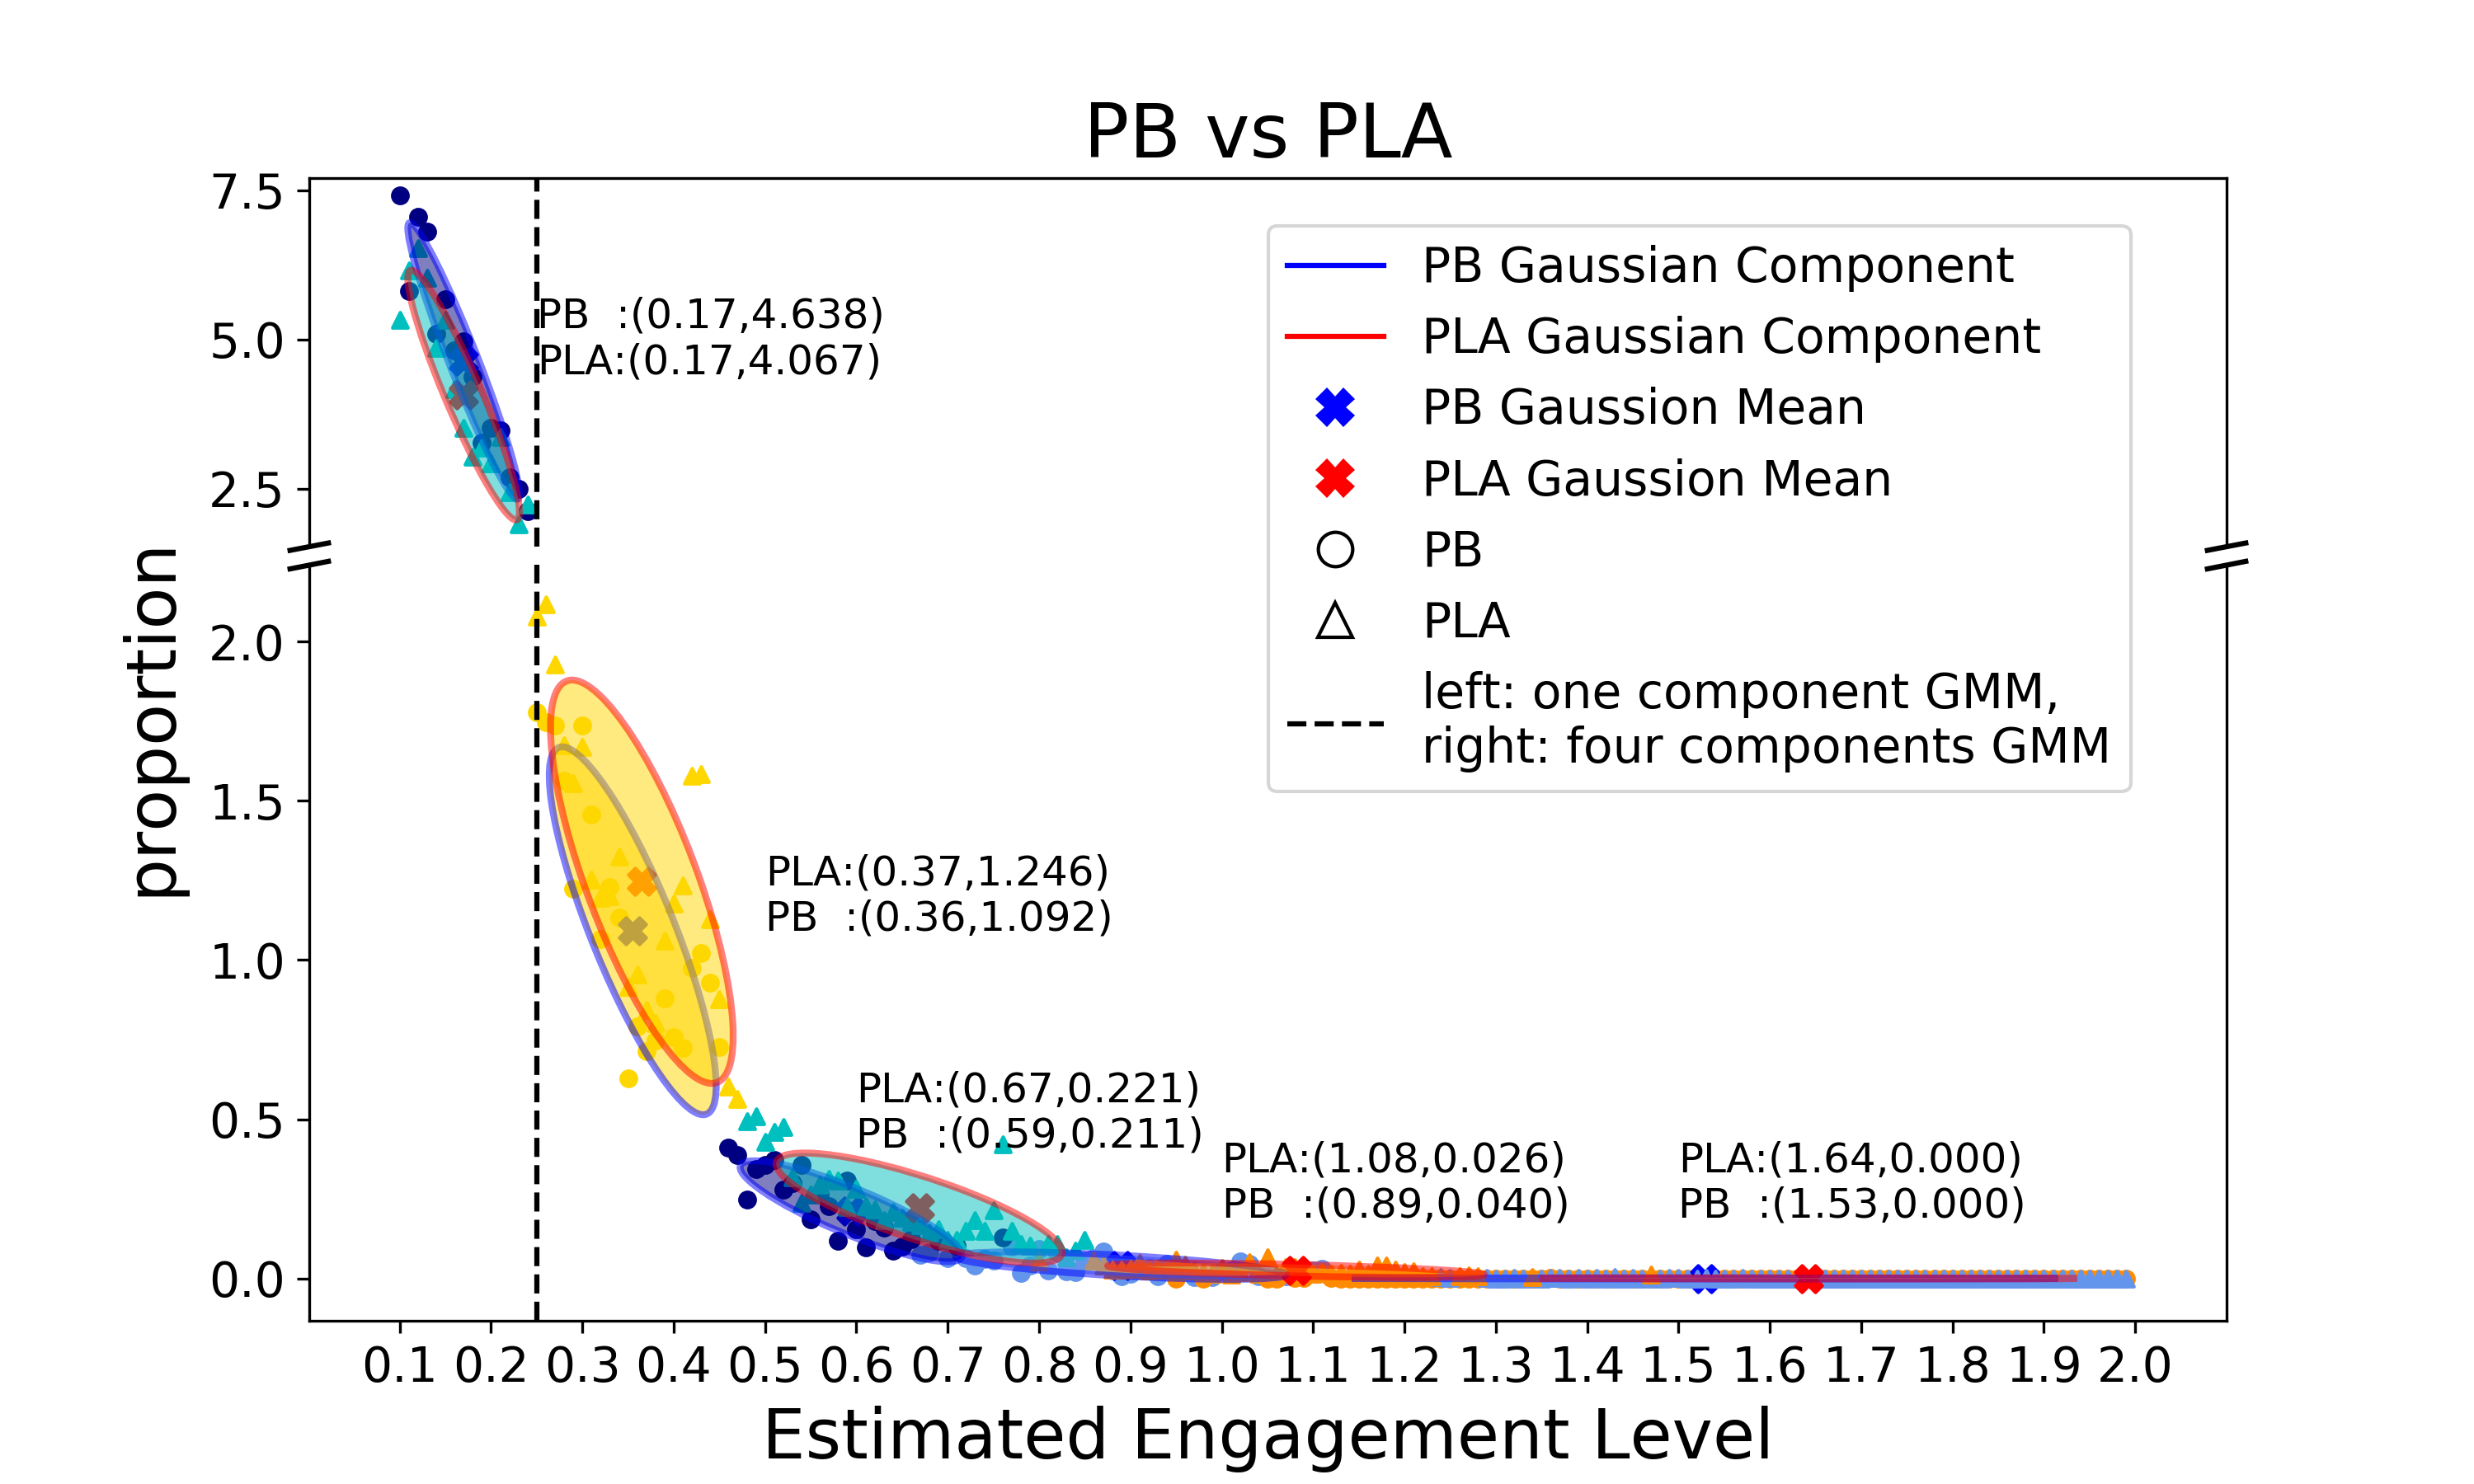 PB vs PLA
7.5
5.0
2.5
2.0
1.5
1.0
0.5
0.0
proportion
PB Gaussian Component
PLA Gaussian Component
PB Gaussion Mean
PLA Gaussion Mean
PB
PLA
left: one component GMM,
right: four components GMM
PB :(0.17,4.638)
PLA:(0.17,4.067)
PLA:(0.37,1.246)
PB :(0.36,1.092)
PLA:(0.67,0.221)
PB :(0.59,0.211)
PLA:(1.08,0.026)
PB :(0.89,0.040)
PLA:(1.64,0.000)
PB :(1.53,0.000)
0.1 0.2 0.3 0.4 0.5 0.6 0.7 0.8 0.9 1.0 1.1 1.2 1.3 1.4 1.5 1.6 1.7 1.8 1.9 2.0
Estimated Engagement Level